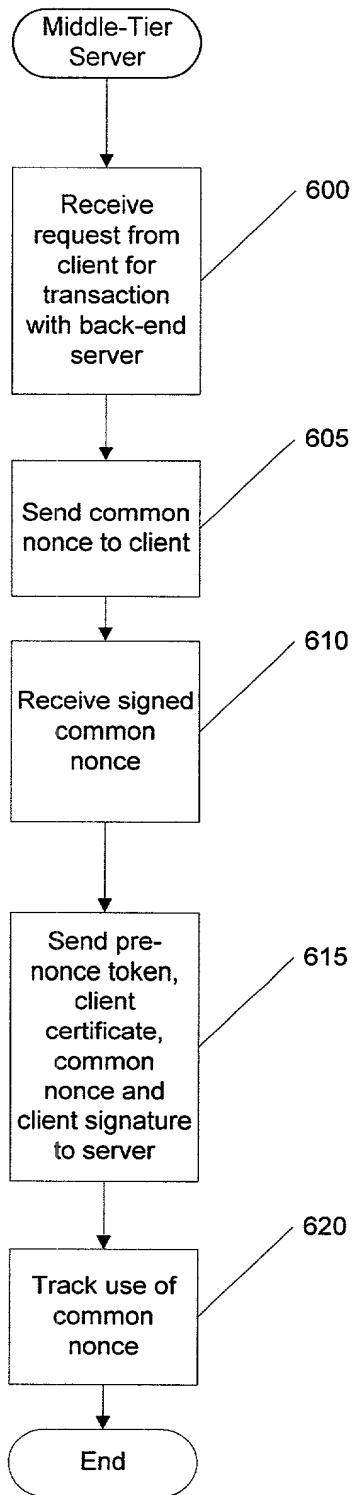 Middle-Tier
Server
600
Receive
request from
client for
transaction
with back-end
server
605
Send common
nonce to client
610
Receive signed
common
nonce
615
Send pre-
nonce token,
client
certificate,
common
nonce and
client signature
to server
620
Track use of
common
nonce
End